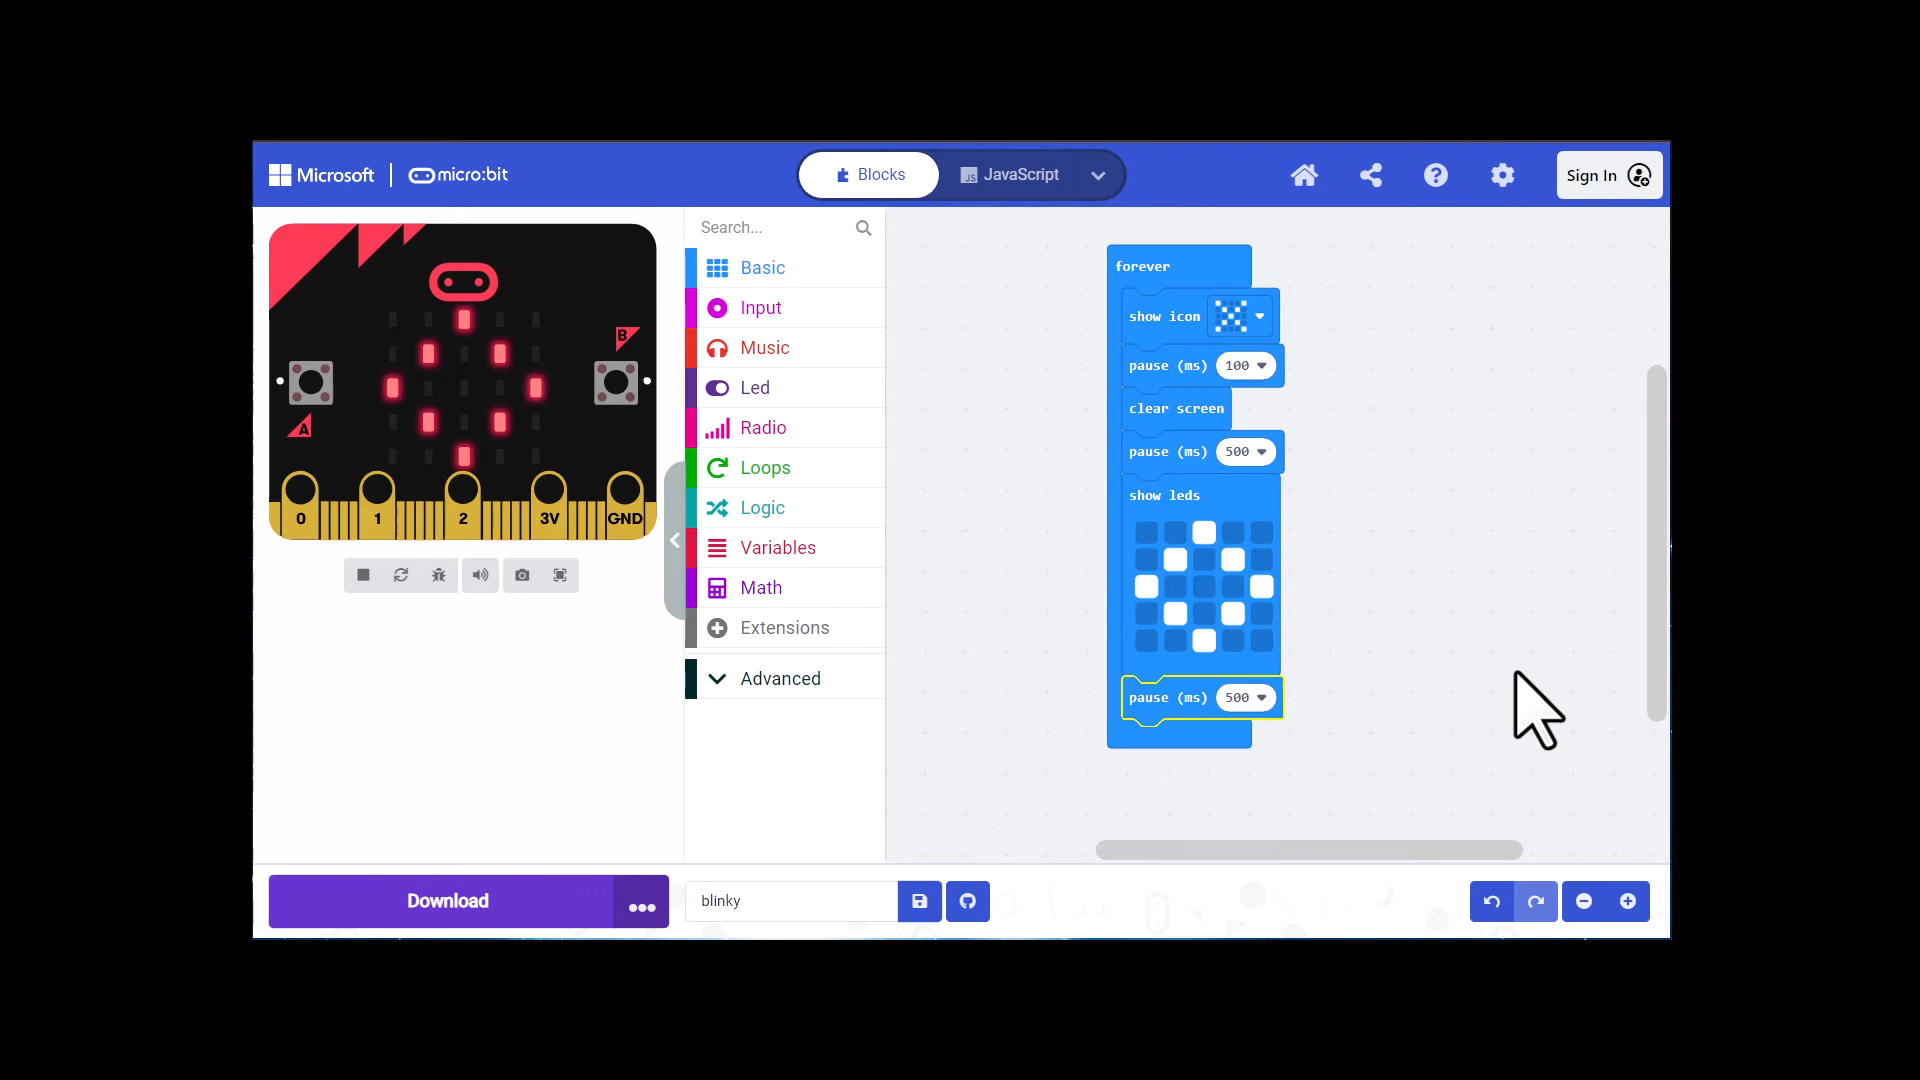 Microsoft | micro:bit
Blocks
JavaScript
Sign In
B
A
0 1 2 3V GND
Search...
Basic
Input
Music
Led
Radio
Loops
Logic
Variables
Math
Extensions
Advanced
forever
show icon
pause (ms) 100
clear screen
pause (ms) 500
show leds
pause (ms) 500
Download
blinky